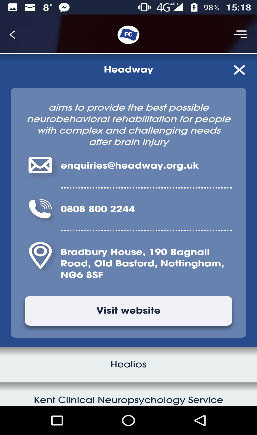 8°
4G
98%
15:18
PC
Headway
aims to provide the best possible
neurobehavioral rehabilitation for people
with complex and challenging needs
after brain injury
enquiries@headway.org.uk
0808 800 2244
Bradbury House, 190 Bagnall
Road, Old Basford, Nottingham,
NG6 8SF
Visit website
Healios
Kent Clinical Neuropsychology Service